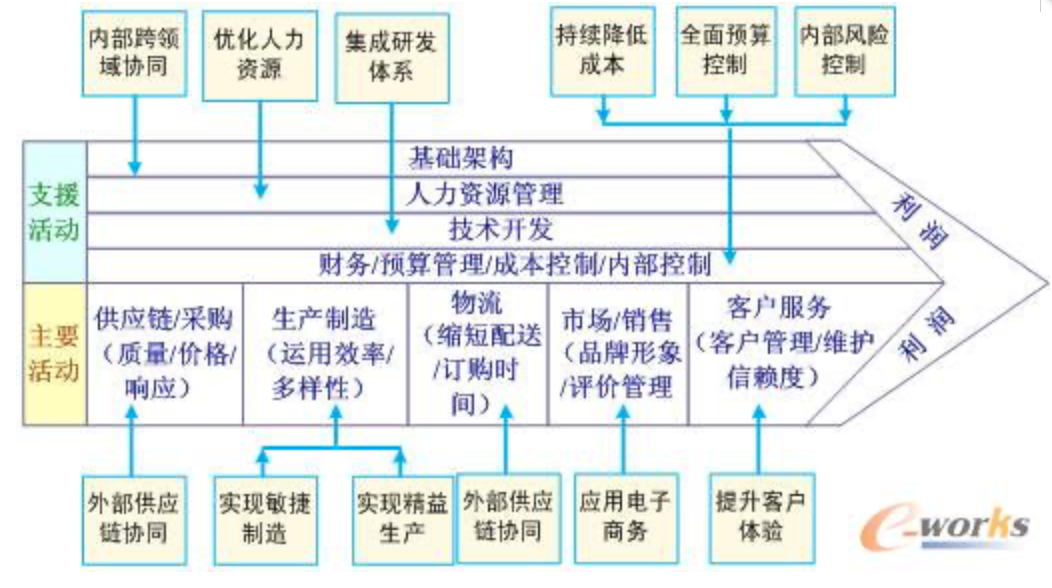 内部跨领
域协同
优化人力
资源
集成研发
体系
持续降低
成本
全面预算
控制
内部风险
控制
支援
活动
基础架构
人力资源管理
技术开发
财务/预算管理/成本控制/内部控制
利润
主要
活动
供应链/采购
（质量/价格/
响应）
生产制造
（运用效率/
多样性）
物流
（缩短配送
/订购时
间）
市场/销售
（品牌形象
/评价管理
客户服务
（客户管理/维护
信赖度）
利润
外部供应
链协同
实现敏捷
制造
实现精益
生产
外部供应
链协同
应用电子
商务
提升客户
体验
e-works